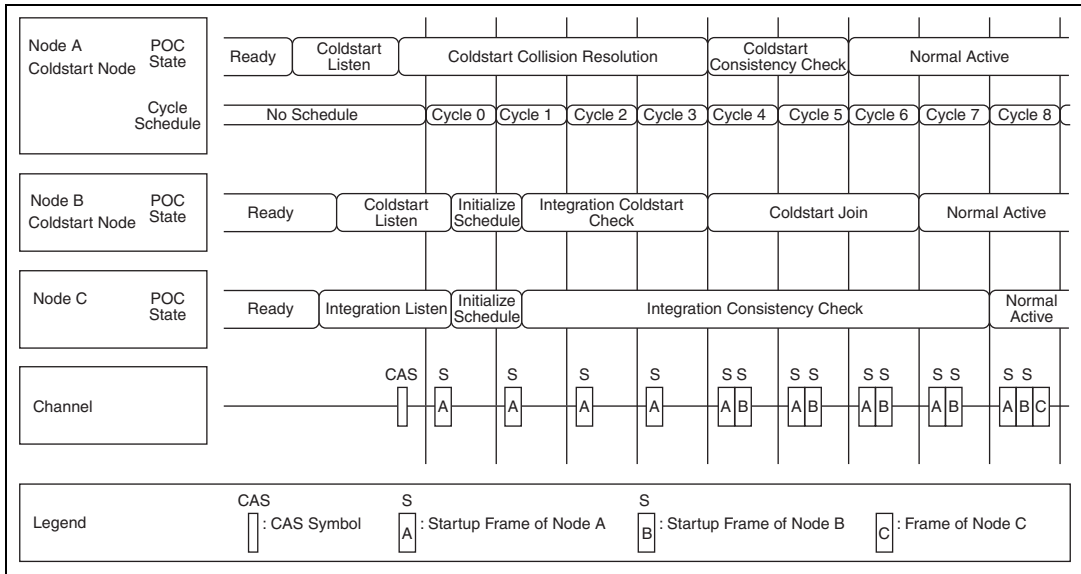 Node A
Coldstart Node
POC
State
Ready
Coldstart
Listen
Coldstart Collision Resolution
Coldstart
Consistency Check
Normal Active
Cycle
Schedule
No Schedule
Cycle 0
Cycle 1
Cycle 2
Cycle 3
Cycle 4
Cycle 5
Cycle 6
Cycle 7
Cycle 8
Node B
Coldstart Node
POC
State
Ready
Coldstart
Listen
Initialize
Schedule
Integration Coldstart
Check
Coldstart Join
Normal Active
Node C
POC
State
Ready
Integration Listen
Initialize
Schedule
Integration Consistency Check
Normal
Active
Channel
CAS S S S S S S S S S S S S S S
A A A A A B A B A B A B A B C
Legend
CAS
: CAS Symbol
S
A
: Startup Frame of Node A
S
B
: Startup Frame of Node B
C
: Frame of Node C